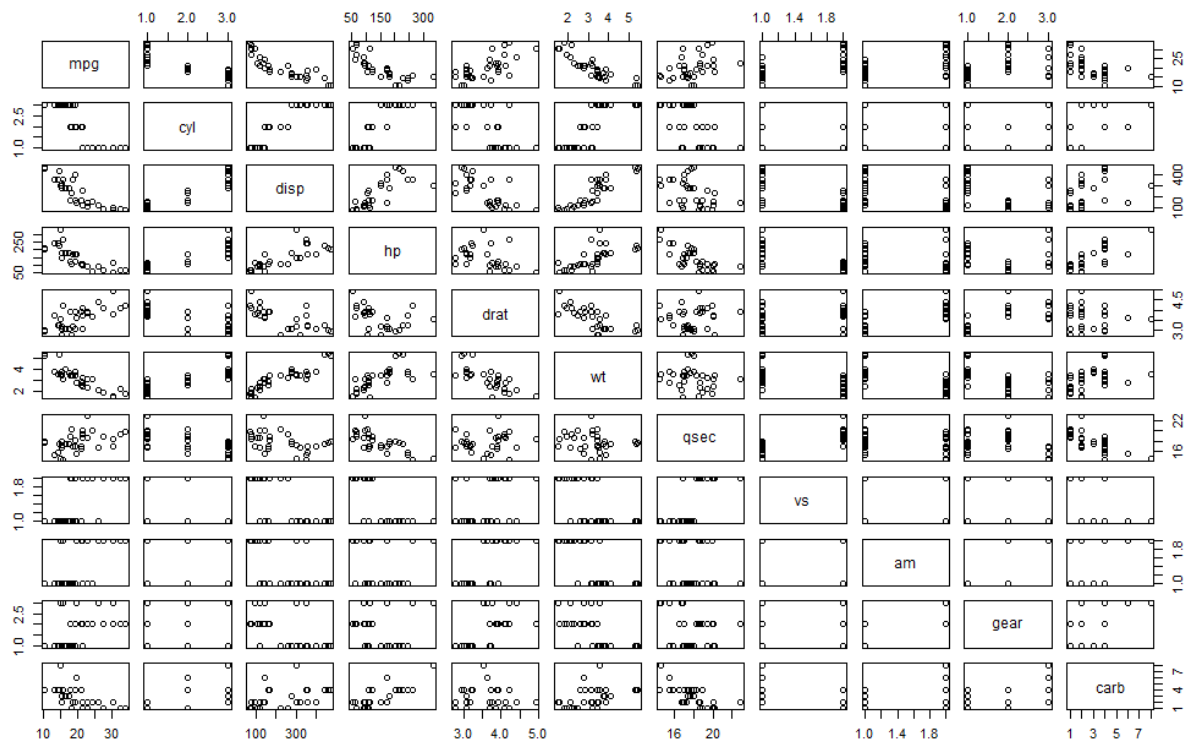 1.0 2.0 3.0 50 150 300 2 3 4 5 1.0 1.4 1.8 1.0 2.0 3.0
mpg 10 25
1.0 2.5 cyl
disp 100 400
50 250 hp
drat 3.0 4.5
2 4 wt
qsec 16 22
1.0 1.8 vs
am 1.0 1.8
1.0 2.5 gear
carb 1 4 7
10 20 30 100 300 3.0 4.0 5.0 16 20 1.0 1.4 1.8 1 3 5 7